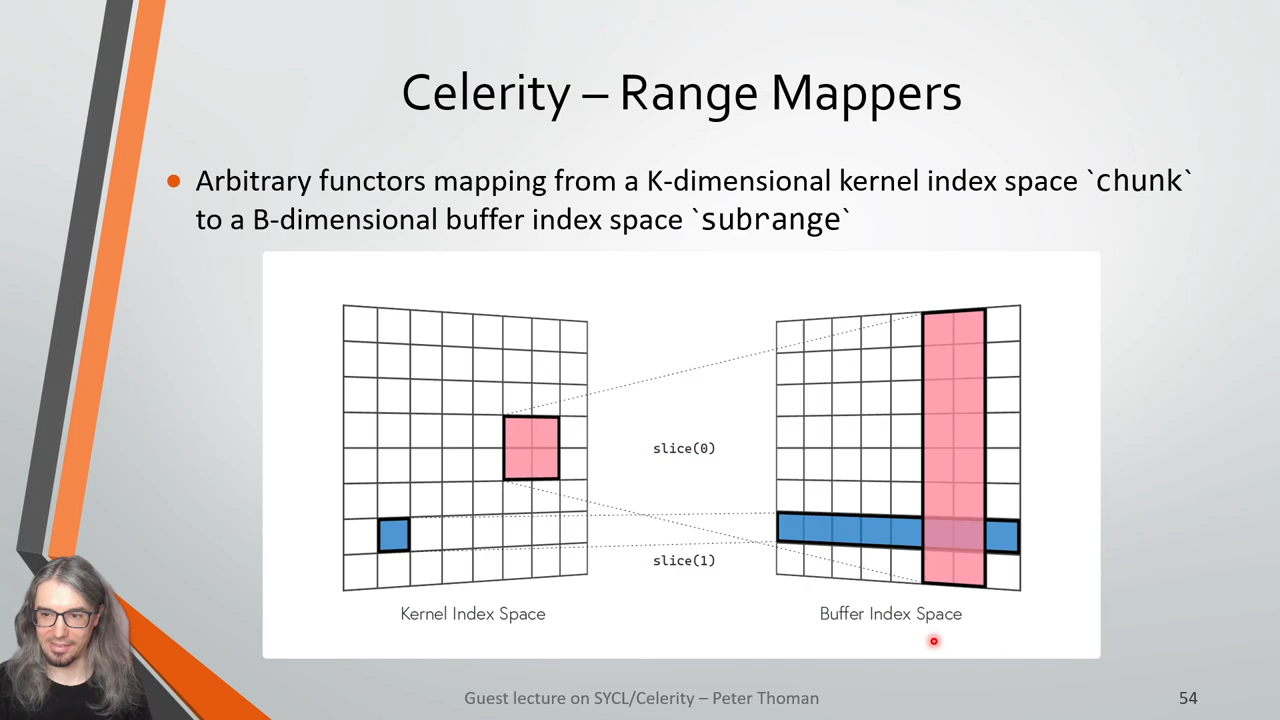 Celerity – Range Mappers
Arbitrary functors mapping from a K-dimensional kernel index space `chunk`
to a B-dimensional buffer index space `subrange`
slice(0)
slice(1)
Kernel Index Space
Buffer Index Space
Guest lecture on SYCL/Celerity – Peter Thoman
54